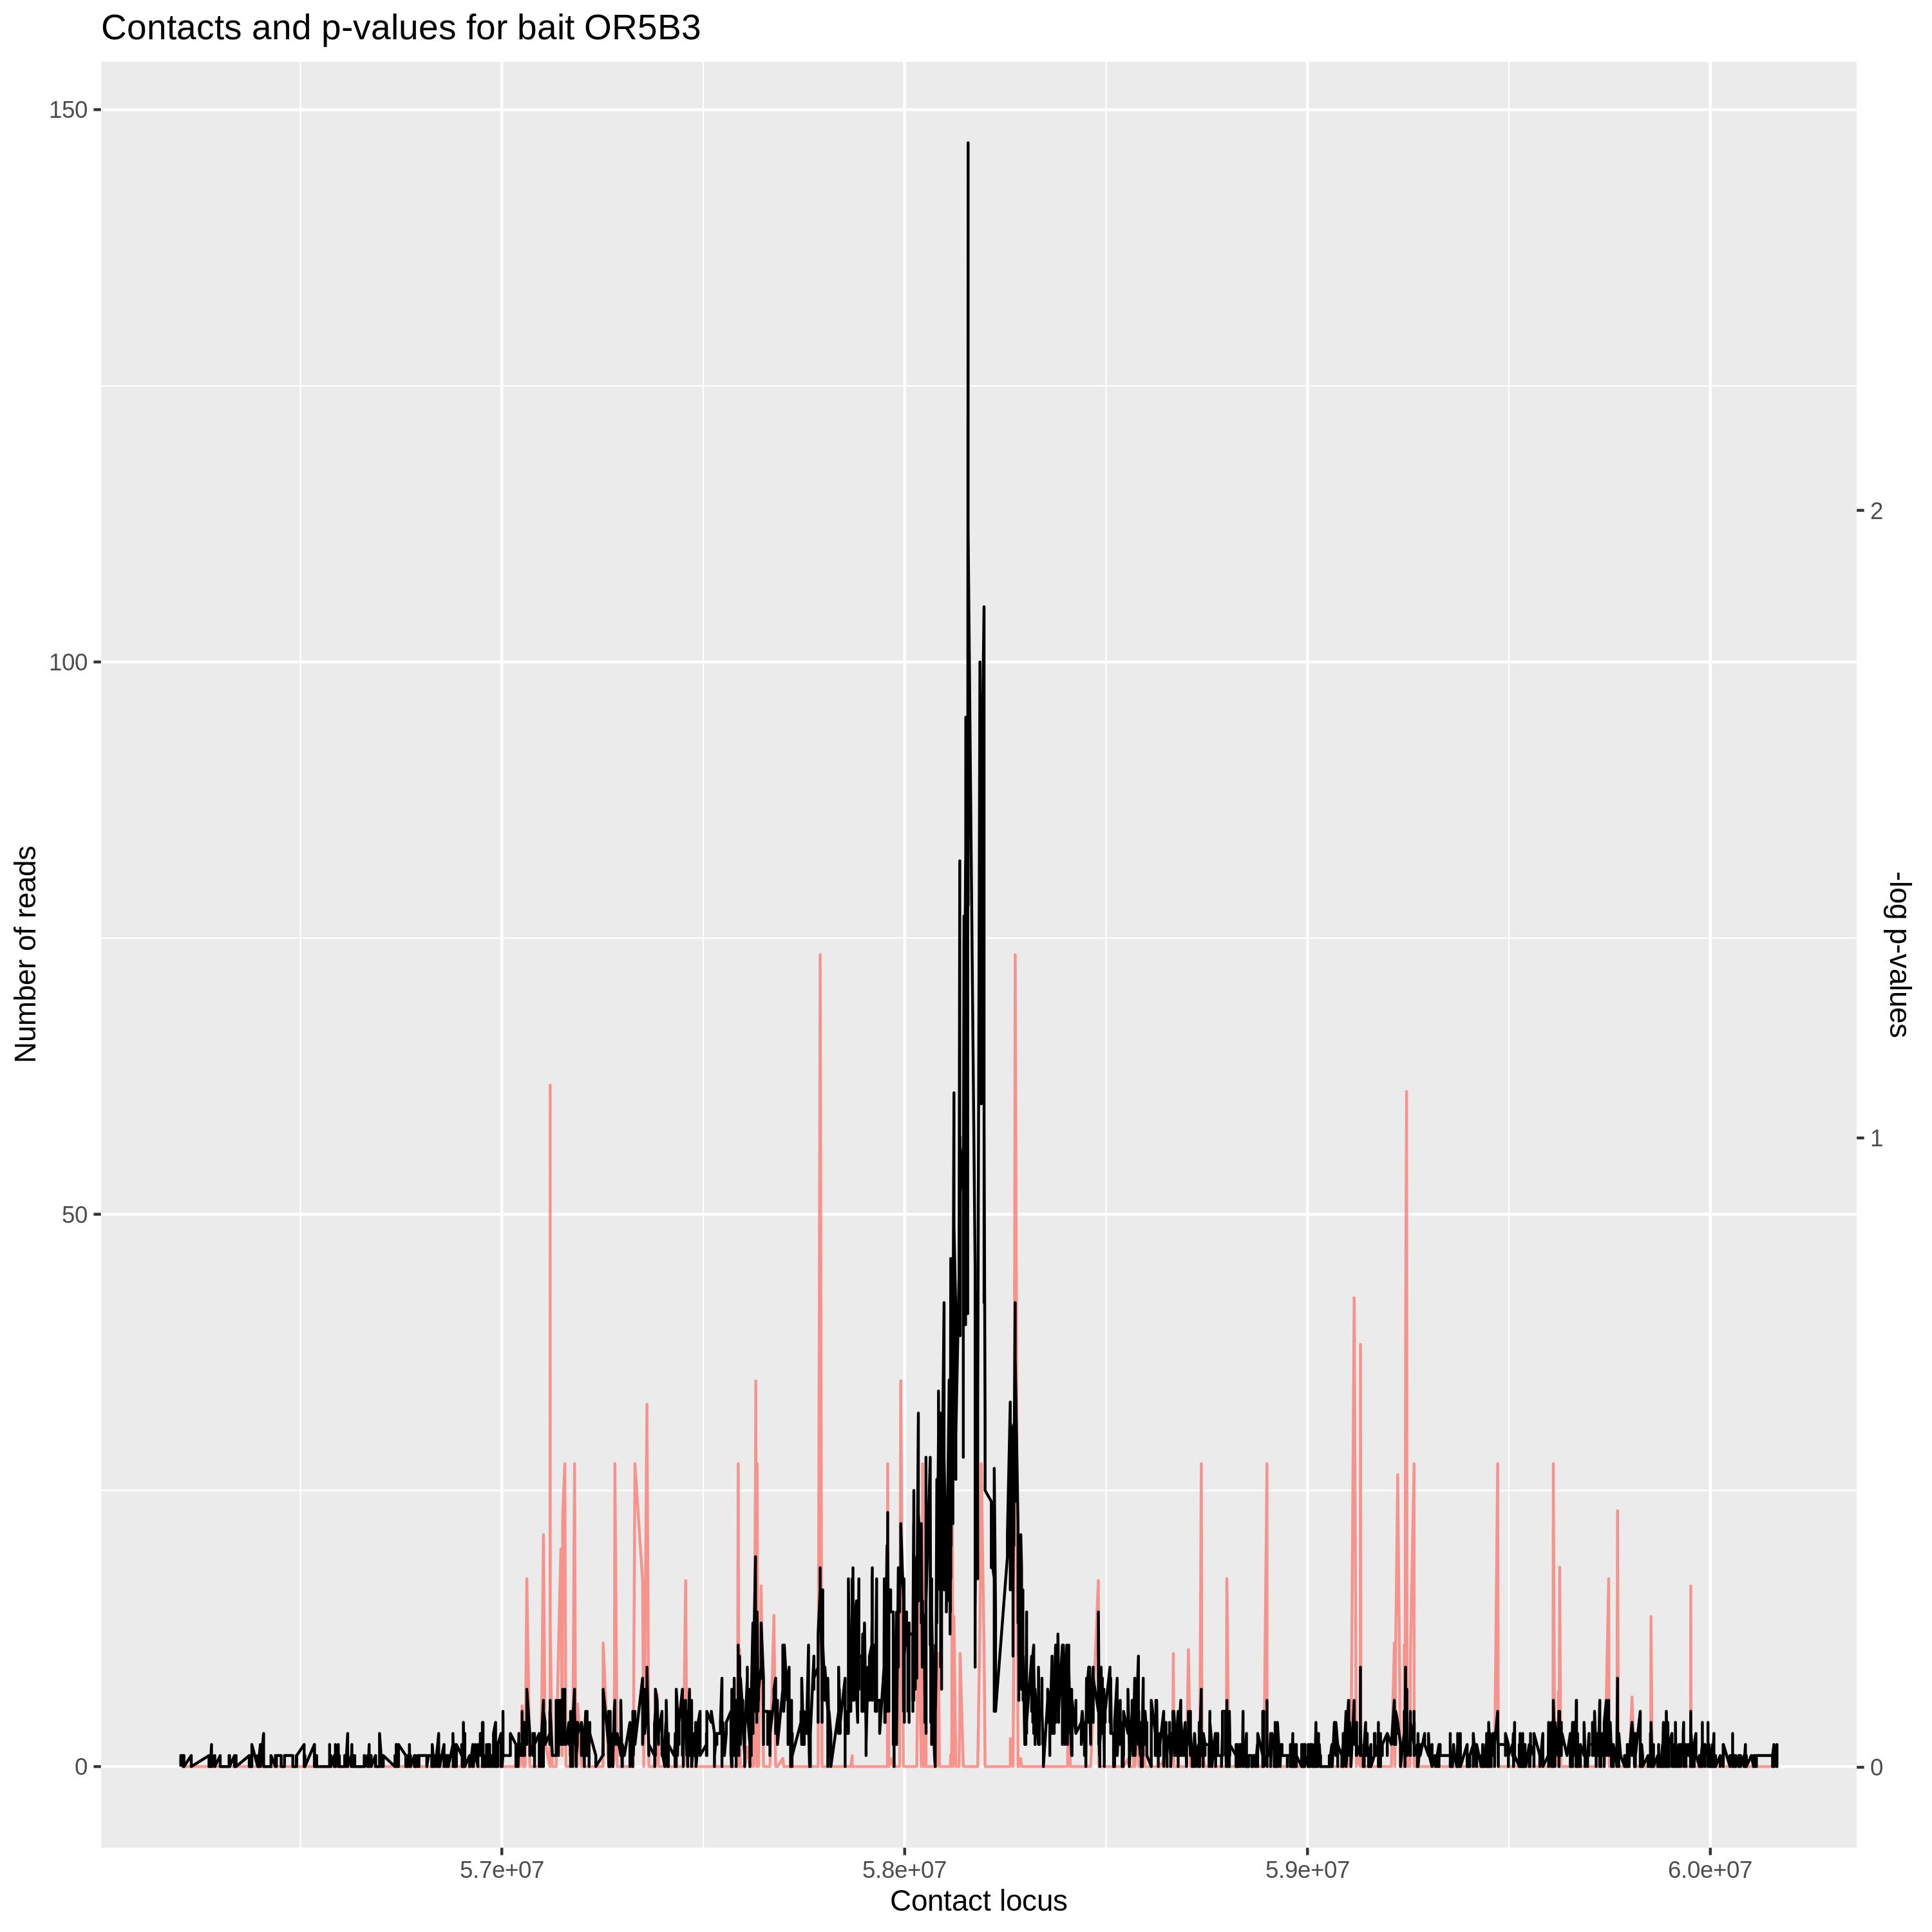 Contacts and p-values for bait OR5B3
150
100
50
0
Number of reads
2
1
0
-log p-values
5.7e+07 5.8e+07 5.9e+07 6.0e+07
Contact locus